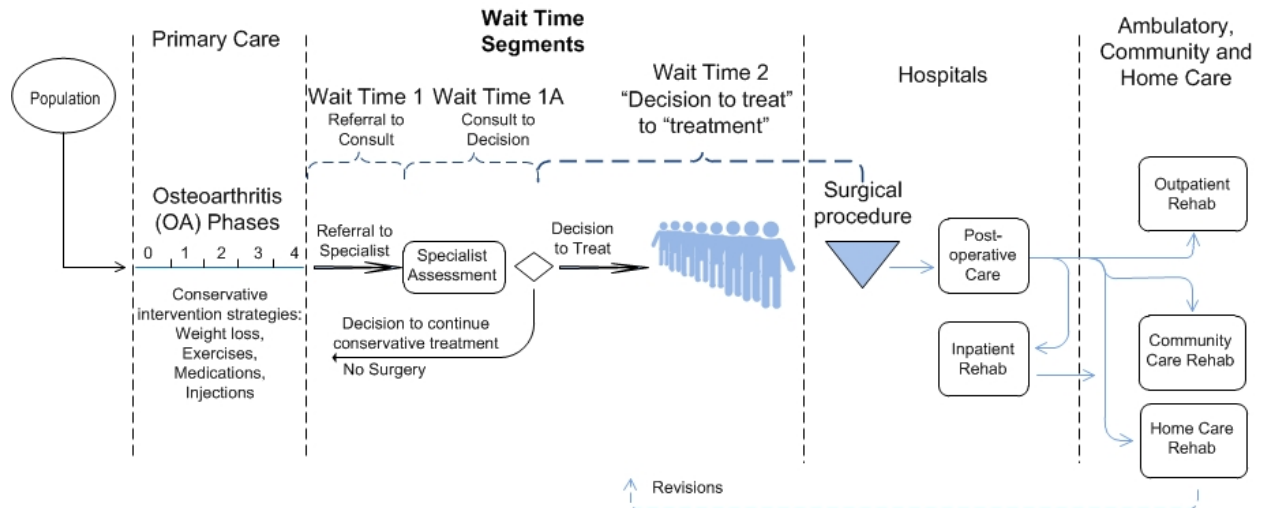 Primary Care
Wait Time
Segments
Ambulatory,
Community and
Home Care
Hospitals
Population
Wait Time 1
Referral to
Consult
Wait Time 1A
Consult to
Decision
Wait Time 2
“Decision to treat”
to “treatment”
Osteoarthritis
(OA) Phases
0 1 2 3 4
Conservative
intervention strategies:
Weight loss,
Exercises,
Medications,
Injections
Referral to
Specialist
Specialist
Assessment
Decision
to Treat
Decision to continue
conservative treatment
No Surgery
Surgical
procedure
Post-
operative
Care
Inpatient
Rehab
Outpatient
Rehab
Community
Care Rehab
Home Care
Rehab
Revisions